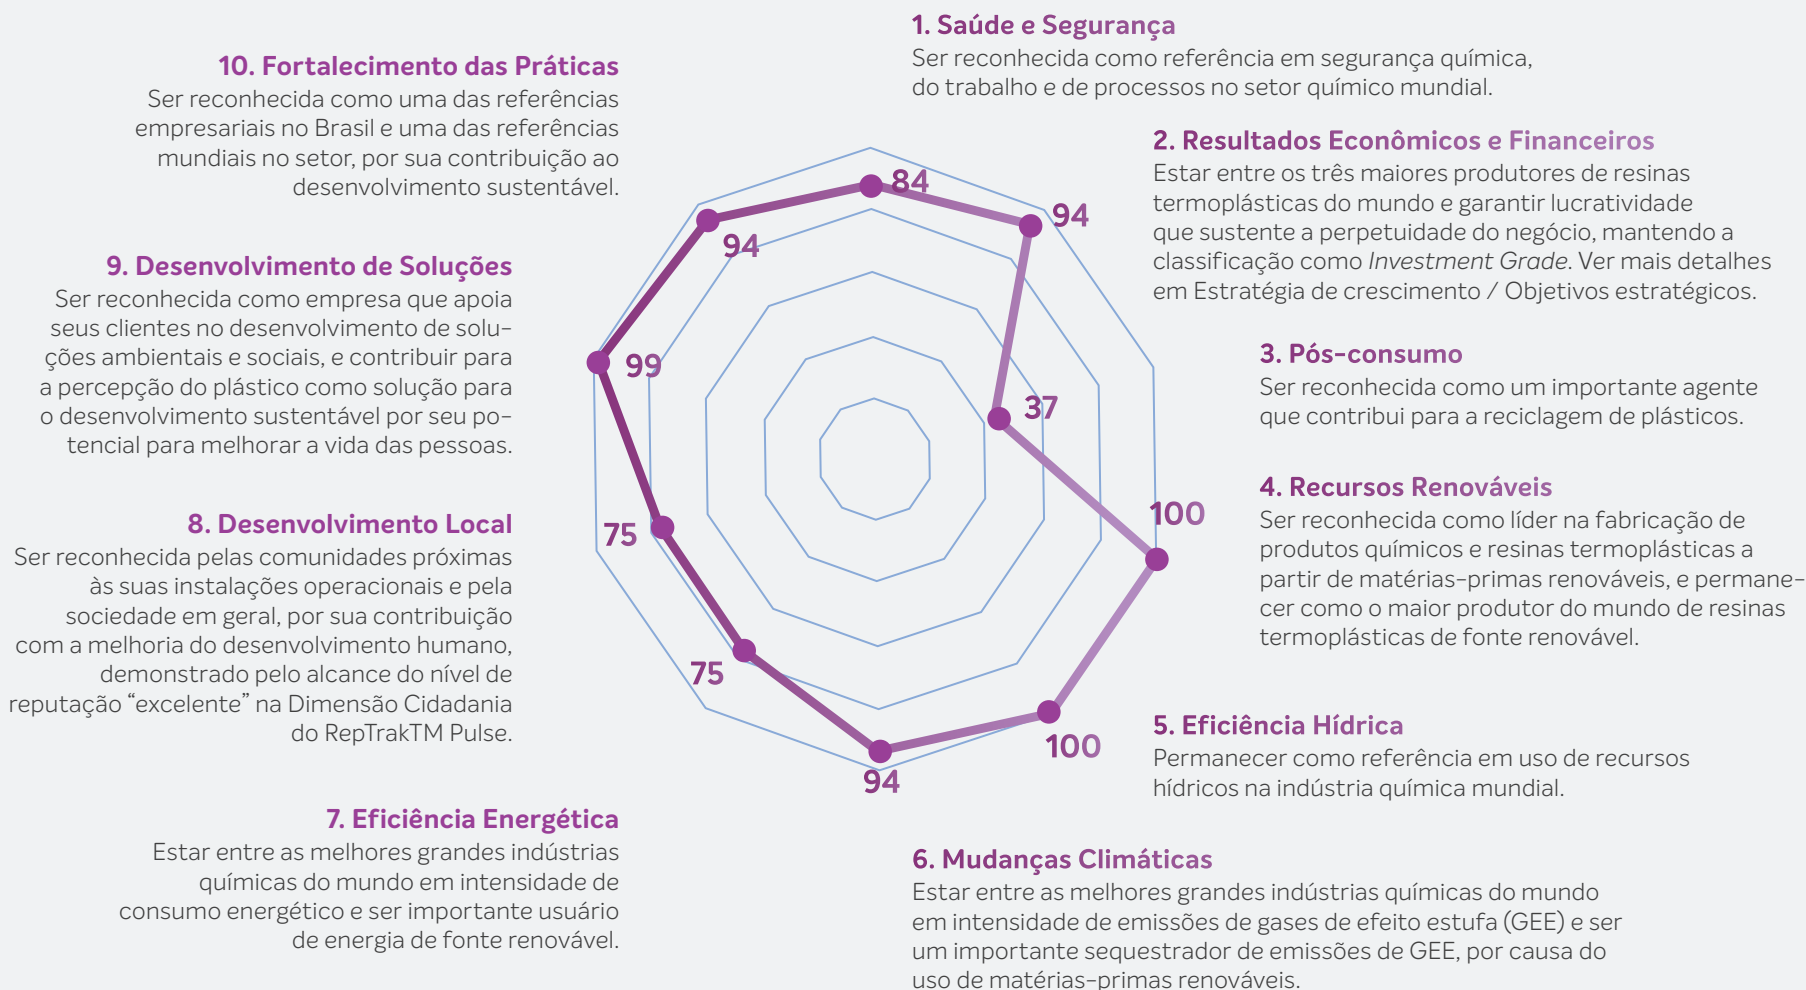 1. Saúde e Segurança
Ser reconhecida como referência em segurança química,
do trabalho e de processos no setor químico mundial.
2. Resultados Econômicos e Financeiros
Estar entre os três maiores produtores de resinas
termoplásticas do mundo e garantir lucratividade
que sustente a perpetuidade do negócio, mantendo a
classificação como Investment Grade. Ver mais detalhes
em Estratégia de crescimento / Objetivos estratégicos.
3. Pós-consumo
Ser reconhecida como um importante agente
que contribui para a reciclagem de plásticos.
4. Recursos Renováveis
Ser reconhecida como líder na fabricação de
produtos químicos e resinas termoplásticas a
partir de matérias-primas renováveis, e permane-
cer como o maior produtor do mundo de resinas
termoplásticas de fonte renovável.
5. Eficiência Hídrica
Permanecer como referência em uso de recursos
hídricos na indústria química mundial.
6. Mudanças Climáticas
Estar entre as melhores grandes indústrias químicas do mundo
em intensidade de emissões de gases de efeito estufa (GEE) e ser
um importante sequestrador de emissões de GEE, por causa do
uso de matérias-primas renováveis.
7. Eficiência Energética
Estar entre as melhores grandes indústrias
químicas do mundo em intensidade de
consumo energético e ser importante usuário
de energia de fonte renovável.
8. Desenvolvimento Local
Ser reconhecida pelas comunidades próximas
às suas instalações operacionais e pela
sociedade em geral, por sua contribuição
com a melhoria do desenvolvimento humano,
demonstrado pelo alcance do nível de
reputação “excelente” na Dimensão Cidadania
do RepTrakTM Pulse.
9. Desenvolvimento de Soluções
Ser reconhecida como empresa que apoia
seus clientes no desenvolvimento de solu-
ções ambientais e sociais, e contribuir para
a percepção do plástico como solução para
o desenvolvimento sustentável por seu po-
tencial para melhorar a vida das pessoas.
10. Fortalecimento das Práticas
Ser reconhecida como uma das referências
empresariais no Brasil e uma das referências
mundiais no setor, por sua contribuição ao
desenvolvimento sustentável.
84
94
37
100
100
94
75
75
99
94